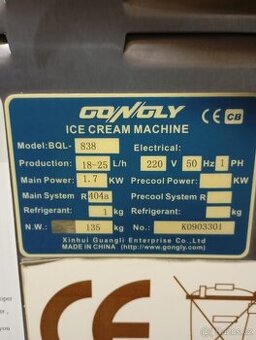 GONGLY
CE CB
ICE CREAM MACHINE
Model:BQL- 838 Electrical:
Production: 18-25 L/h 220 V 50 Hz 1 PH
Main Power: 1.7 KW Precool Power: KW
Main System R404a Precool System R
Refrigerant: 1 kg Refrigerant: kg
N.W.: 135 kg No.: K0903301
Xinhui Guangli Enterprise Co.,Ltd
MADE IN CHINA (http://www.gongly.com)
CE